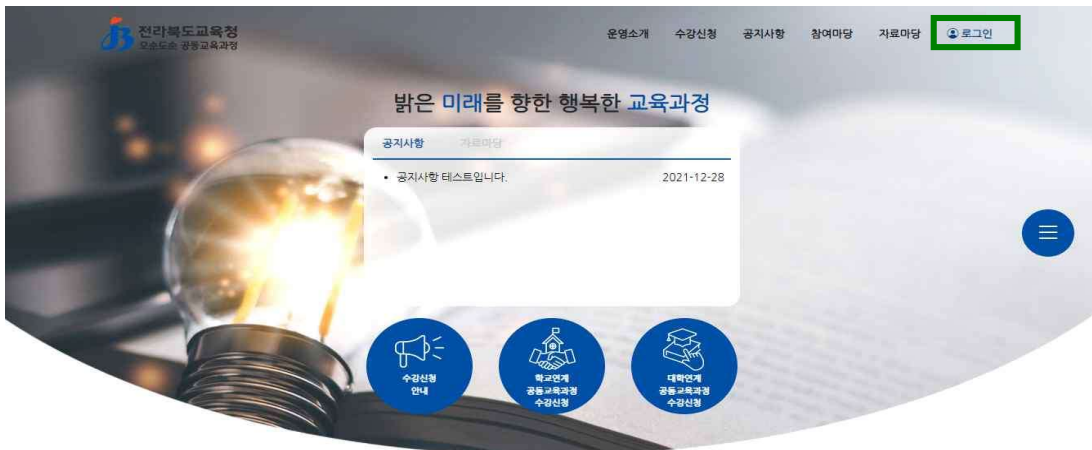 전라북도교육청
오순도순 공동교육과정
운영소개 수강신청 공지사항 참여마당 자료마당 로그인
밝은 미래를 향한 행복한 교육과정
공지사항 자료마당
• 공지사항 테스트입니다. 2021-12-28
수강신청
안내
학교연계
공동교육과정
수강신청
대학연계
공동교육과정
수강신청